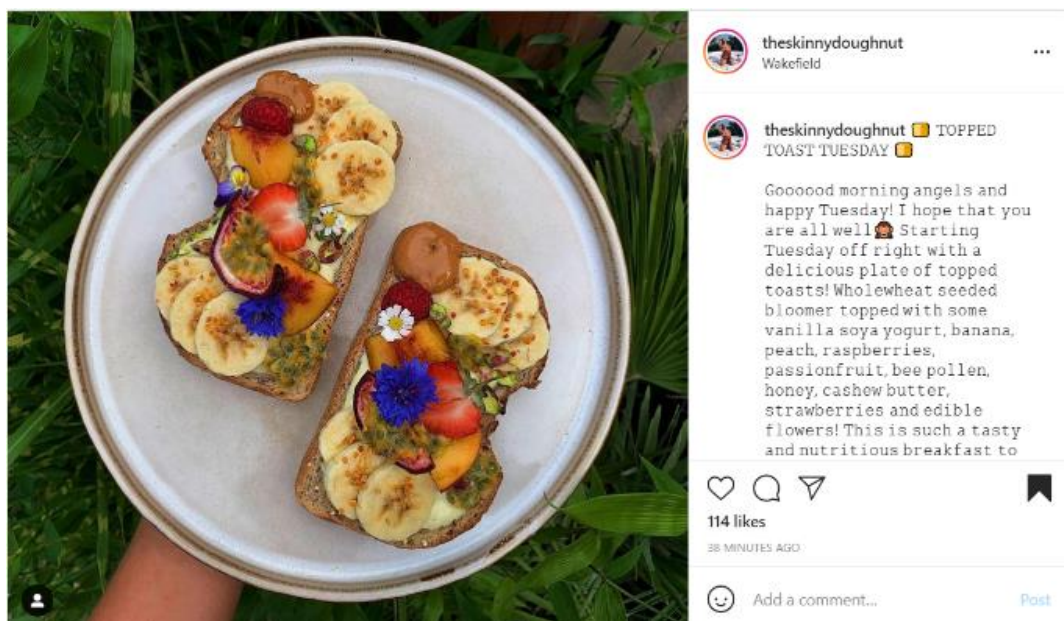 theskinnydoughnut
Wakefield
theskinnydoughnut 🍞 TOPPED
TOAST TUESDAY 🍞
Goooood morning angels and
happy Tuesday! I hope that you
are all well🙊 Starting
Tuesday off right with a
delicious plate of topped
toasts! Wholewheat seeded
bloomer topped with some
vanilla soya yogurt, banana,
peach, raspberries,
passionfruit, bee pollen,
honey, cashew butter,
strawberries and edible
flowers! This is such a tasty
and nutritious breakfast to
114 likes
38 MINUTES AGO
Add a comment...
Post